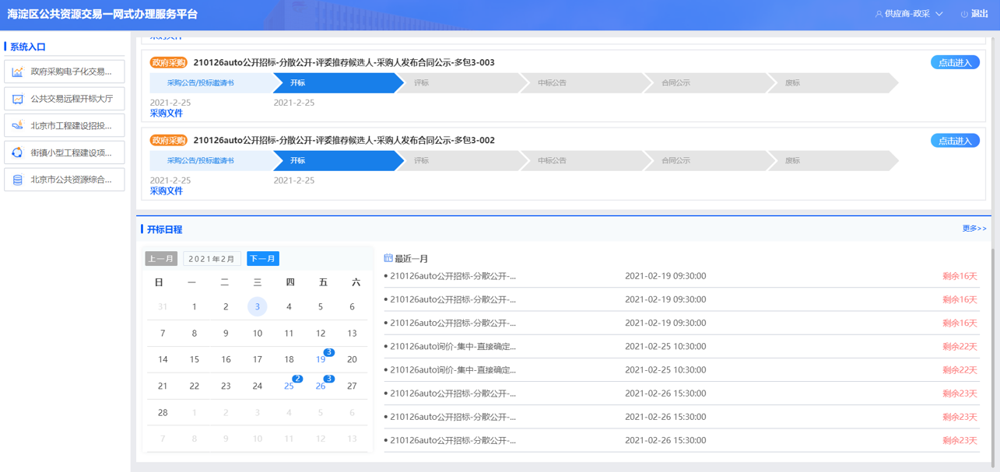 海淀区公共资源交易一网式办理服务平台
供应商-政采
退出
系统入口
政府采购电子化交易...
公共交易远程开标大厅
北京市工程建设招投...
街镇小型工程建设项...
北京市公共资源综合...
采购文件
政府采购 210126auto公开招标-分散公开-评委推荐候选人-采购人发布合同公示-多包3-003
点击进入
采购公告/投标邀请书 开标 评标 中标公告 合同公示 废标
2021-2-25 2021-2-25
采购文件
政府采购 210126auto公开招标-分散公开-评委推荐候选人-采购人发布合同公示-多包3-002
点击进入
采购公告/投标邀请书 开标 评标 中标公告 合同公示 废标
2021-2-25 2021-2-25
采购文件
开标日程
更多>>
上一月 2021年2月 下一月
日 一 二 三 四 五 六
31 1 2 3 4 5 6
7 8 9 10 11 12 13
14 15 16 17 18 19 3 20
21 22 23 24 25 2 26 3 27
28 1 2 3 4 5 6
7 8 9 10 11 12 13
最近一月
210126auto公开招标-分散公开-... 2021-02-19 09:30:00 剩余16天
210126auto公开招标-分散公开-... 2021-02-19 09:30:00 剩余16天
210126auto公开招标-分散公开-... 2021-02-19 09:30:00 剩余16天
210126auto询价-集中-直接确定... 2021-02-25 10:30:00 剩余22天
210126auto询价-集中-直接确定... 2021-02-25 10:30:00 剩余22天
210126auto公开招标-分散公开-... 2021-02-26 15:30:00 剩余23天
210126auto公开招标-分散公开-... 2021-02-26 15:30:00 剩余23天
210126auto公开招标-分散公开-... 2021-02-26 15:30:00 剩余23天